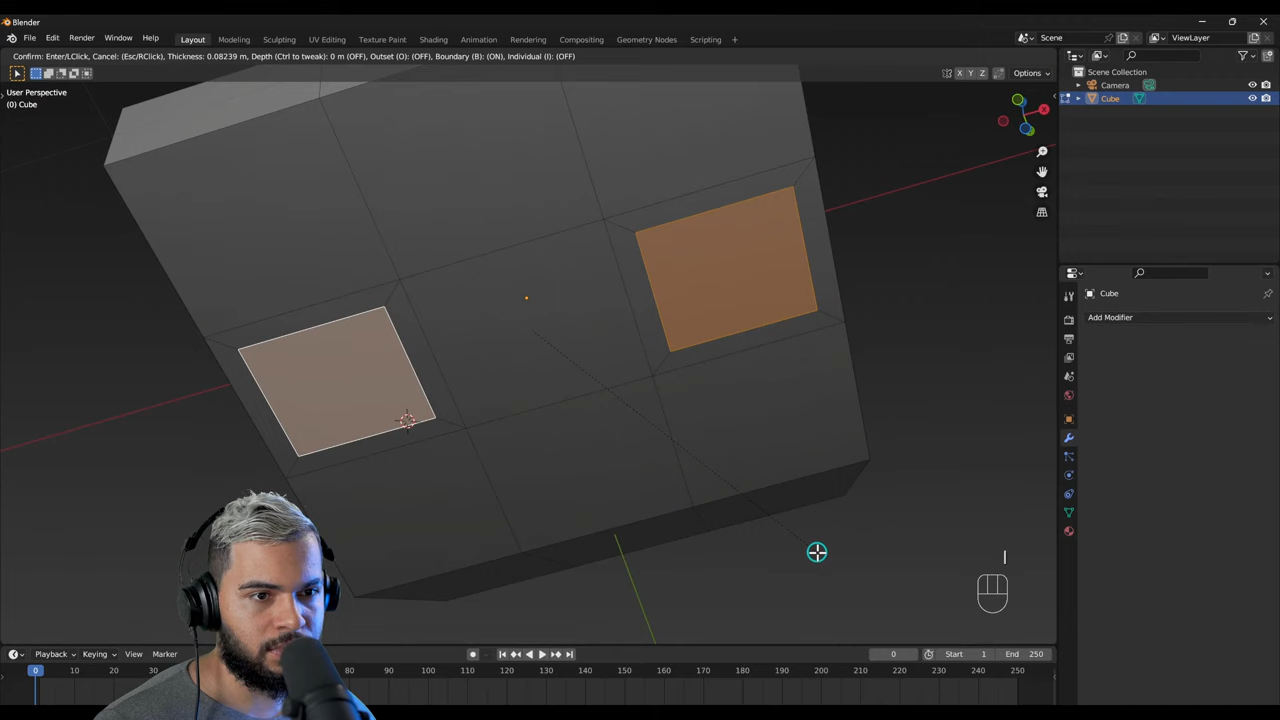 Blender
File Edit Render Window Help
Layout Modeling Sculpting UV Editing Texture Paint Shading Animation Rendering Compositing Geometry Nodes Scripting +
Scene
ViewLayer
Confirm: Enter/LClick, Cancel: (Esc/RClick), Thickness: 0.08239 m, Depth (Ctrl to tweak): 0 m (OFF), Outset (O): (OFF), Boundary (B): (ON), Individual (I): (OFF)
X Y Z
Options
User Perspective
(0) Cube
X
Scene Collection
Camera
Cube
Cube
Add Modifier
I
Playback Keying View Marker
0
Start 1
End 250
0 10 20 30 40 50 60 70 80 90 100 110 120 130 140 150 160 170 180 190 200 210 220 230 240 250